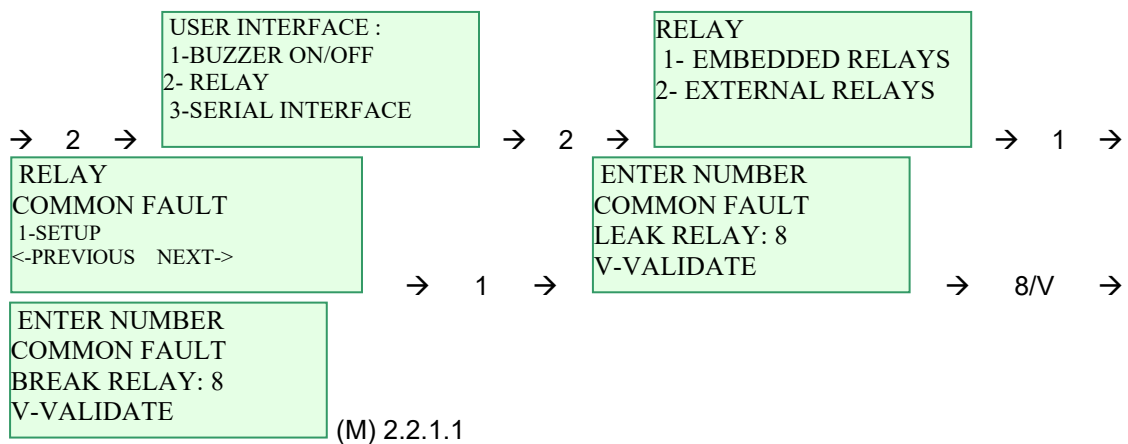 USER INTERFACE :
1-BUZZER ON/OFF
2- RELAY
3-SERIAL INTERFACE
→ 2 →
RELAY
1- EMBEDDED RELAYS
2- EXTERNAL RELAYS
→ 2 →
→ 1 →
RELAY
COMMON FAULT
1-SETUP
<-PREVIOUS NEXT->
→ 1 →
ENTER NUMBER
COMMON FAULT
LEAK RELAY: 8
V-VALIDATE
→ 8/V →
ENTER NUMBER
COMMON FAULT
BREAK RELAY: 8
V-VALIDATE
(M) 2.2.1.1